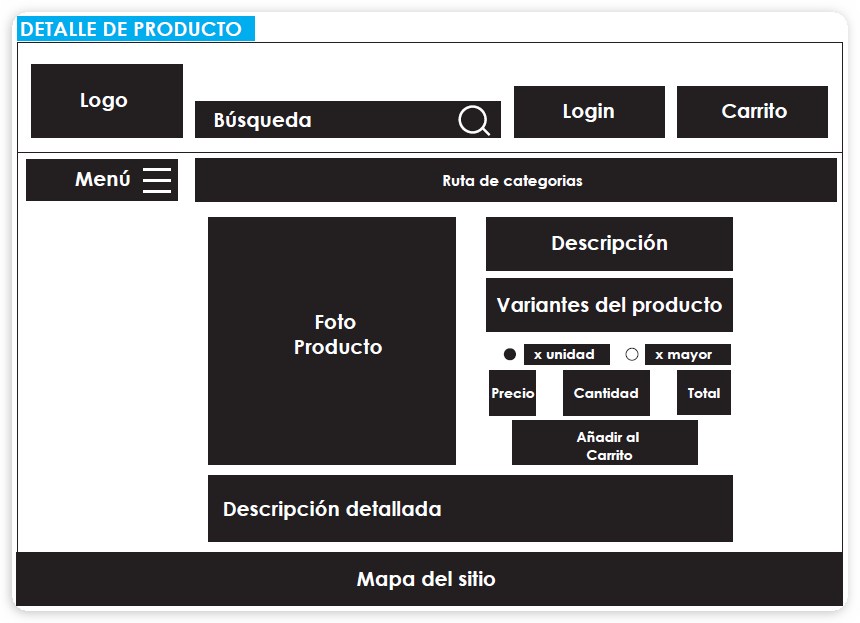 DETALLE DE PRODUCTO
Logo
Búsqueda
Login
Carrito
Menú
Ruta de categorias
Foto
Producto
Descripción
Variantes del producto
x unidad
x mayor
Precio
Cantidad
Total
Añadir al
Carrito
Descripción detallada
Mapa del sitio